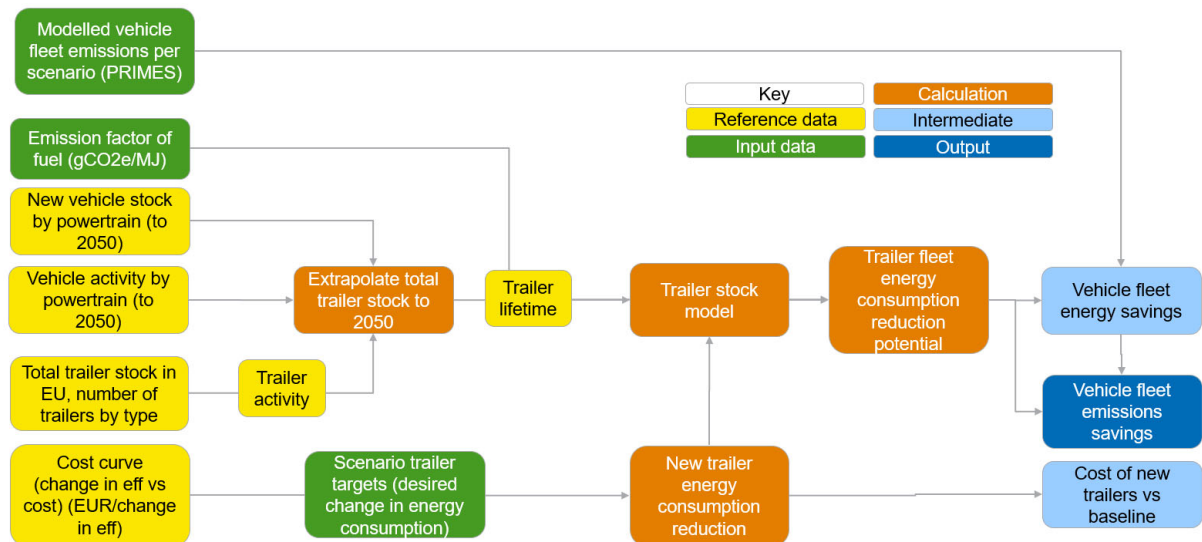 Modelled vehicle
fleet emissions per
scenario (PRIMES)
Key
Calculation
Reference data
Intermediate
Input data
Output
Emission factor of
fuel (gCO2e/MJ)
New vehicle stock
by powertrain (to
2050)
Vehicle activity by
powertrain (to
2050)
Extrapolate total
trailer stock to
2050
Trailer
lifetime
Trailer stock
model
Trailer fleet
energy
consumption
reduction
potential
Vehicle fleet
energy savings
Total trailer stock in
EU, number of
trailers by type
Trailer
activity
Vehicle fleet
emissions
savings
Cost curve
(change in eff vs
cost) (EUR/change
in eff)
Scenario trailer
targets (desired
change in energy
consumption)
New trailer
energy
consumption
reduction
Cost of new
trailers vs
baseline